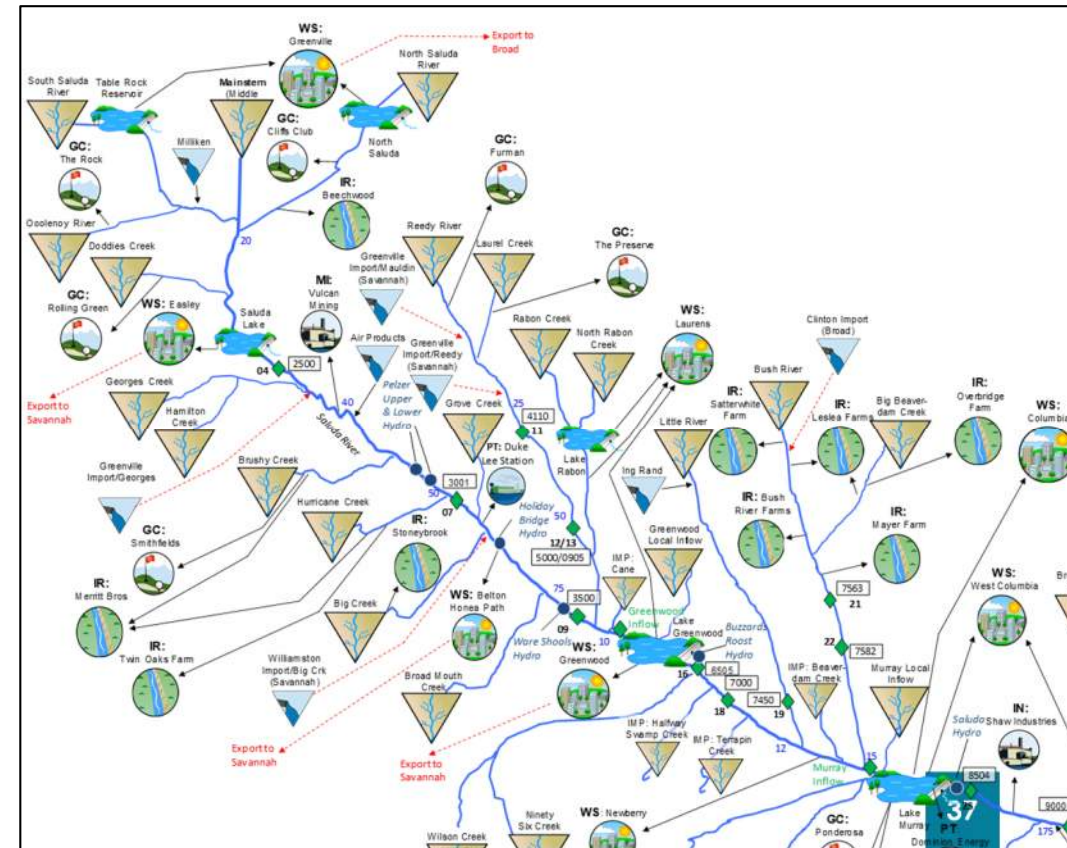 WS:
Greenville
Export to
Broad
North Saluda
River
South Saluda
River
Table Rock
Reservoir
Mainstem
(Middle
GC:
Cliffs Club
North
Saluda
GC:
The Rock
Milliken
IR:
Beechwood
GC:
Furman
Oolenoy River
Doddies Creek
20
Reedy River
Laurel Creek
GC:
The Preserve
Greenville
Import/Mauldin
(Savannah)
GC:
Rolling Green
WS: Easley
Saluda
Lake
MI:
Vulcan
Mining
Air Products
Greenville
Import/Reedy
(Savannah)
Rabon Creek
North Rabon
Creek
WS:
Laurens
Clinton Import
(Broad)
04
2500
Export to
Savannah
Georges Creek
Hamilton
Creek
40
Saluda River
Pelzer
Upper
& Lower
Hydro
Grove Creek
25
4110
11
Lake
Rabon
Little River
IR:
Satterwhite
Farm
Bush River
IR:
Leslea Farms
Big Beaver-
dam Creek
IR:
Overbridge
Farm
WS:
Columbia
Greenville
Import/Georges
Brushy Creek
PT: Duke
Lee Station
Ing Rand
3001
50
07
Hurricane Creek
Holiday
Bridge
Hydro
50
12/13
5000/0905
IR: Bush
River Farms
IR:
Mayer Farm
GC:
Smithfields
IR:
Stoneybrook
IMP:
Cane
Greenwood
Local Inflow
IR:
Merritt Bros
Big Creek
WS: Belton
Honea Path
75
3500
09
10
Greenwood
Inflow
Lake
Greenwood
Buzzards
Roost
Hydro
7563
21
WS:
West Columbia
IR:
Twin Oaks Farm
Ware Shoals
Hydro
22
7582
Williamston
Import/Big Crk
(Savannah)
Broad Mouth
Creek
WS:
Greenwood
16
6505
7000
18
7450
19
IMP: Beaver-
dam Creek
Murray Local
Inflow
Export to
Savannah
Export to
Savannah
IMP: Halfway
Swamp Creek
IMP: Terrapin
Creek
12
Murray
Inflow
15
Saluda
Hydro
IN:
Shaw Industries
8504
37
Lake
Murray
PT:
Dominion Energy
9000
175
Wilson Creek
Ninety
Six Creek
WS: Newberry
GC:
Ponderosa